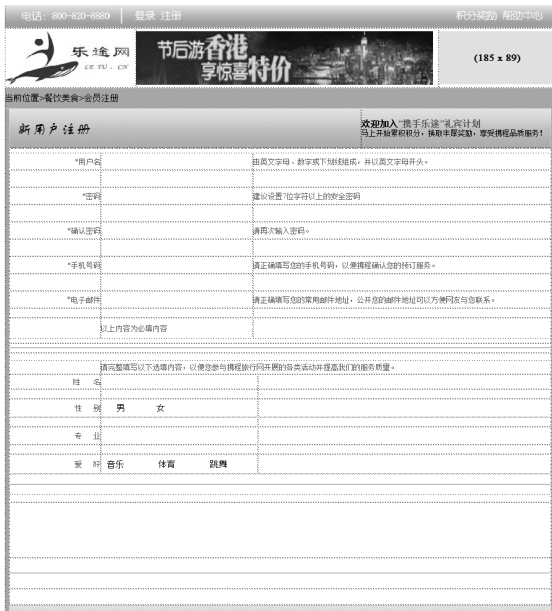 电话：800-820-8880 登录 注册 积分奖励 帮助中心
乐途网
LE TU . CN
节后游香港
享惊喜特价
(185 x 89)
当前位置>餐饮美食>会员注册
新用户注册
欢迎加入“携手乐途”礼宾计划
马上开始累积积分，换取丰厚奖励，享受携程品质服务!
*用户名 由英文字母、数字或下划线组成，并以英文字母开头。
*密码 建议设置7位字符以上的安全密码
*确认密码 请再次输入密码。
*手机号码 请正确填写您的手机号码，以便携程确认您的预订服务。
*电子邮件 请正确填写您的常用邮件地址，公开您的邮件地址可以方便网友与您联系。
以上内容为必填内容
请完整填写以下选填内容，以便您参与携程旅行网开展的各类活动并提高我们的服务质量。
姓 名
性 别 男 女
专 业
爱 好 音乐 体育 跳舞